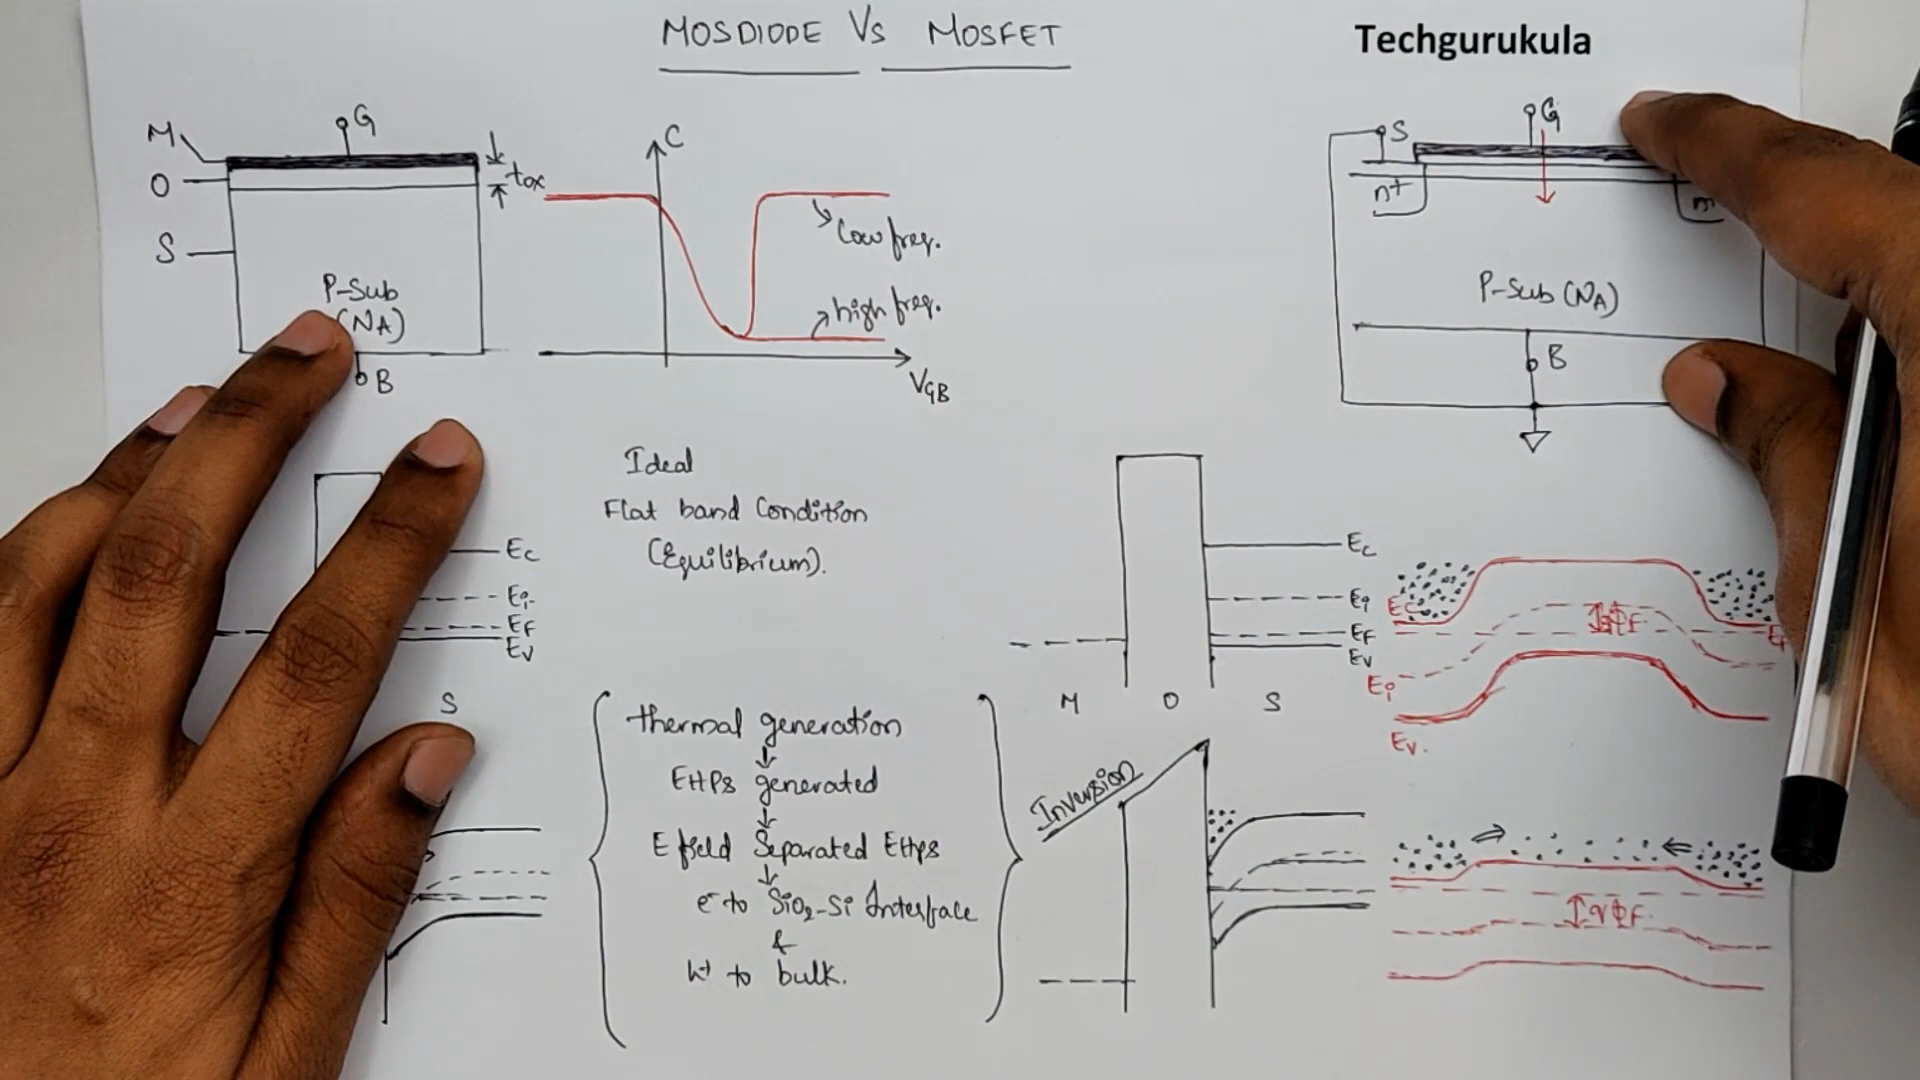 MOSDIODE Vs MOSFET
Techgurukula
M
G
O
tox
S
P-Sub
(NA)
B
C
Low freq.
high freq.
VGB
S
G
n+
P-Sub (NA)
B
Ideal
Flat band Condition
(Equilibrium).
EC
Ei
EF
EV
S
EC
Ei
EF
EV
M O S
EC
qΦF
Ei
EV.
thermal generation
↓
EHPs generated
↓
E field Separated EHPs
↓
e- to SiO2-Si Interface
&
h+ to bulk.
Inversion
qΦF